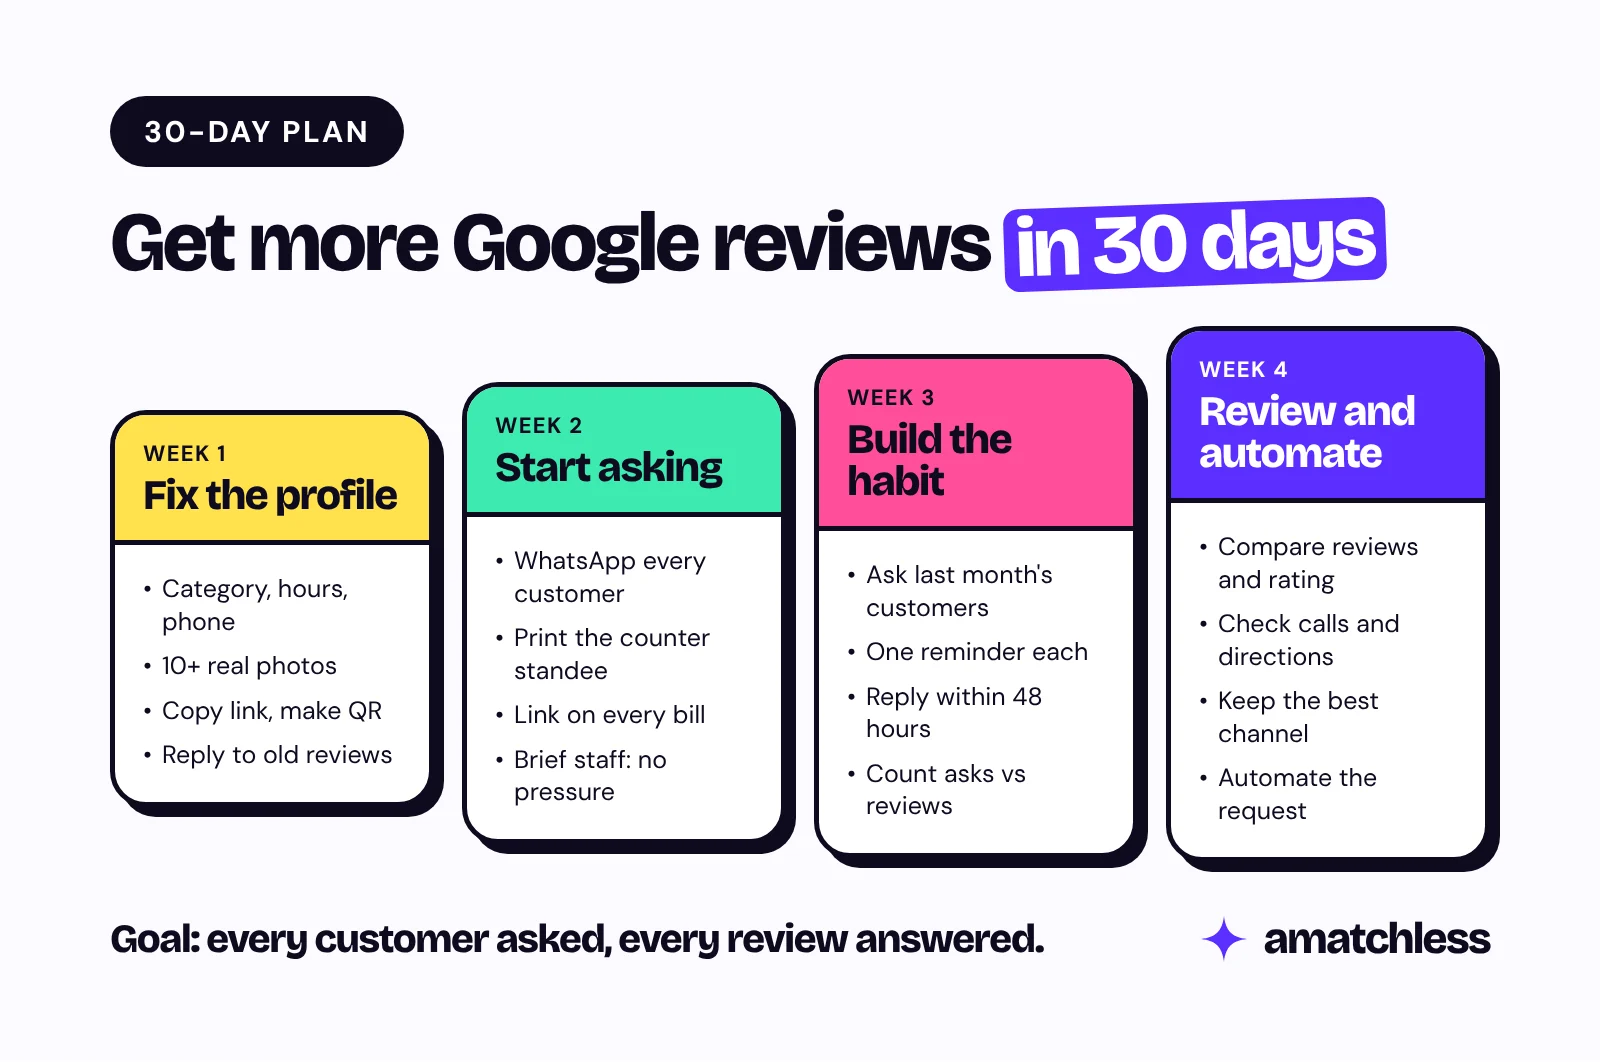 30-DAY PLAN
Get more Google reviews in 30 days
WEEK 1
Fix the profile
• Category, hours,
phone
• 10+ real photos
• Copy link, make QR
• Reply to old reviews
WEEK 2
Start asking
• WhatsApp every
customer
• Print the counter
standee
• Link on every bill
• Brief staff: no
pressure
WEEK 3
Build the
habit
• Ask last month's
customers
• One reminder each
• Reply within 48
hours
• Count asks vs
reviews
WEEK 4
Review and
automate
• Compare reviews
and rating
• Check calls and
directions
• Keep the best
channel
• Automate the
request
Goal: every customer asked, every review answered.
amatchless